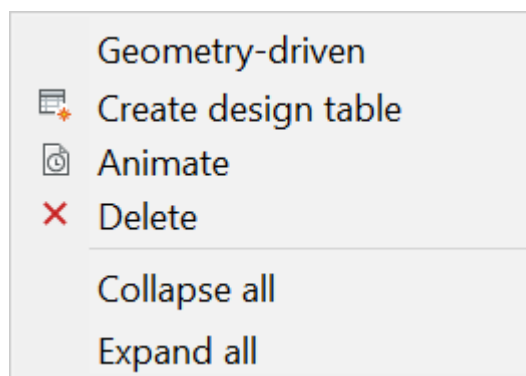 Geometry-driven
Create design table
Animate
Delete
Collapse all
Expand all